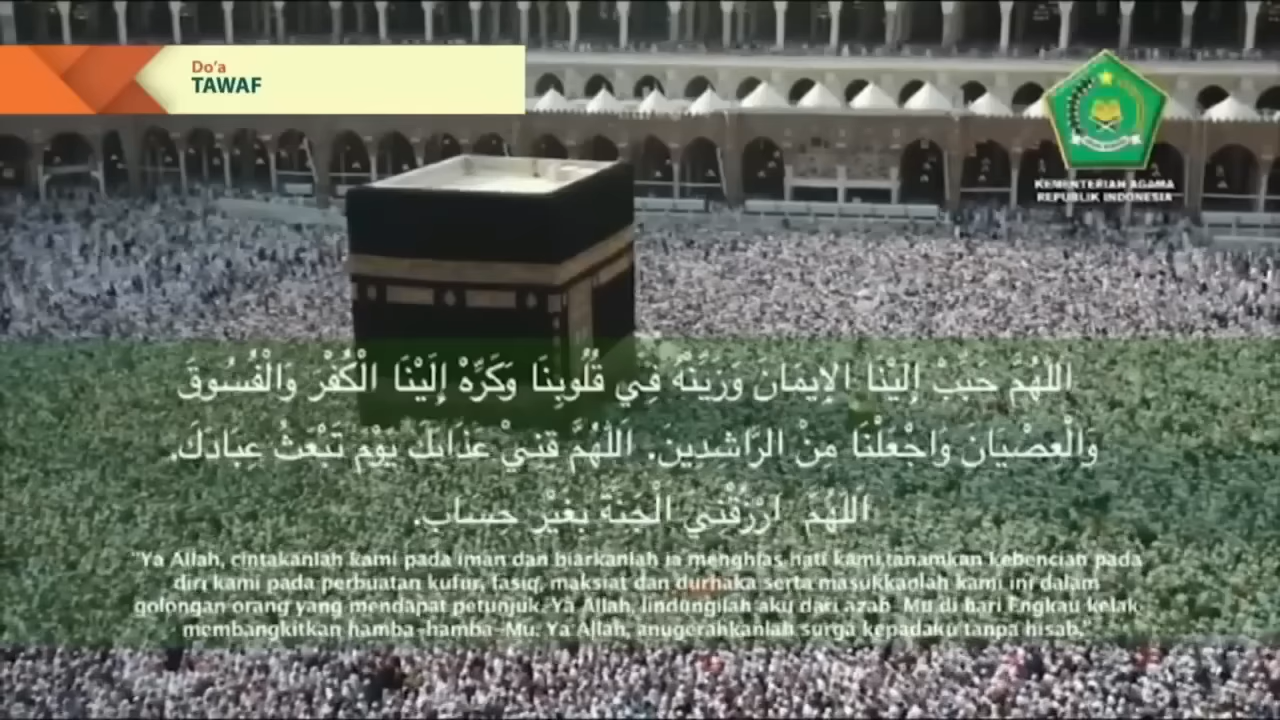 Do'a
TAWAF
KEMENTERIAN AGAMA
REPUBLIK INDONESIA
اَللّٰهُمَّ حَبِّبْ إِلَيْنَا الإِيمَانَ وَزَيِّنْهُ فِي قُلُوبِنَا وَكَرِّهْ إِلَيْنَا الْكُفْرَ وَالْفُسُوقَ
وَالْعِصْيَانَ وَاجْعَلْنَا مِنْ الرَّاشِدِينَ. اَللّٰهُمَّ قِنِيْ عَذَابَكَ يَوْمَ تَبْعَثُ عِبَادَكَ.
اَللّٰهُمَّ ارْزُقْنِي الْجَنَّةَ بِغَيْرِ حِسَابٍ.
"Ya Allah, cintakanlah kami pada iman dan biarkanlah ia menghias hati kami,tanamkan kebencian pada
diri kami pada perbuatan kufur, fasiq, maksiat dan durhaka serta masukkanlah kami ini dalam
golongan orang yang mendapat petunjuk. Ya Allah, lindungilah aku dari azab Mu di hari Engkau kelak
membangkitkan hamba-hamba-Mu. Ya Allah, anugerahkanlah surga kepadaku tanpa hisab."